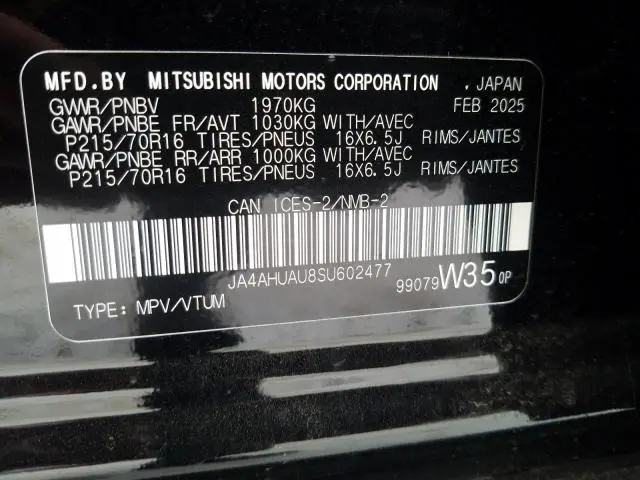 MFD.BY MITSUBISHI MOTORS CORPORATION , JAPAN
GVWR/PNBV 1970KG FEB 2025
GAWR/PNBE FR/AVT 1030KG WITH/AVEC
P215/70R16 TIRES/PNEUS 16X6.5J RIMS/JANTES
GAWR/PNBE RR/ARR 1000KG WITH/AVEC
P215/70R16 TIRES/PNEUS 16X6.5J RIMS/JANTES
CAN ICES-2/NMB-2
JA4AHUAU8SU602477
99079 W35 0P
TYPE: MPV/VTUM